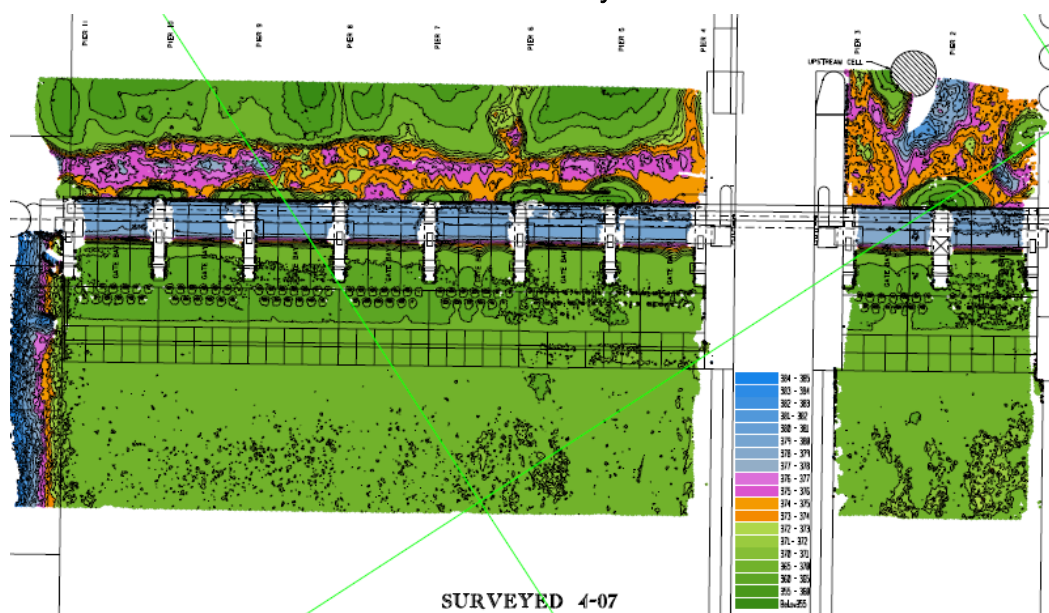 PIER 11
PIER 10
PIER 9
PIER 8
PIER 7
PIER 6
PIER 5
PIER 4
PIER 3
PIER 2
UPSTREAM CELL
GATE BAY
GATE BAY
GATE BAY
GATE BAY
GATE BAY
GATE BAY
GATE BAY
GATE BAY
384 - 385
383 - 384
382 - 383
381 - 382
380 - 381
379 - 380
378 - 379
377 - 378
376 - 377
375 - 376
374 - 375
373 - 374
372 - 373
371 - 372
370 - 371
365 - 370
360 - 365
355 - 360
Below355
SURVEYED 4-07